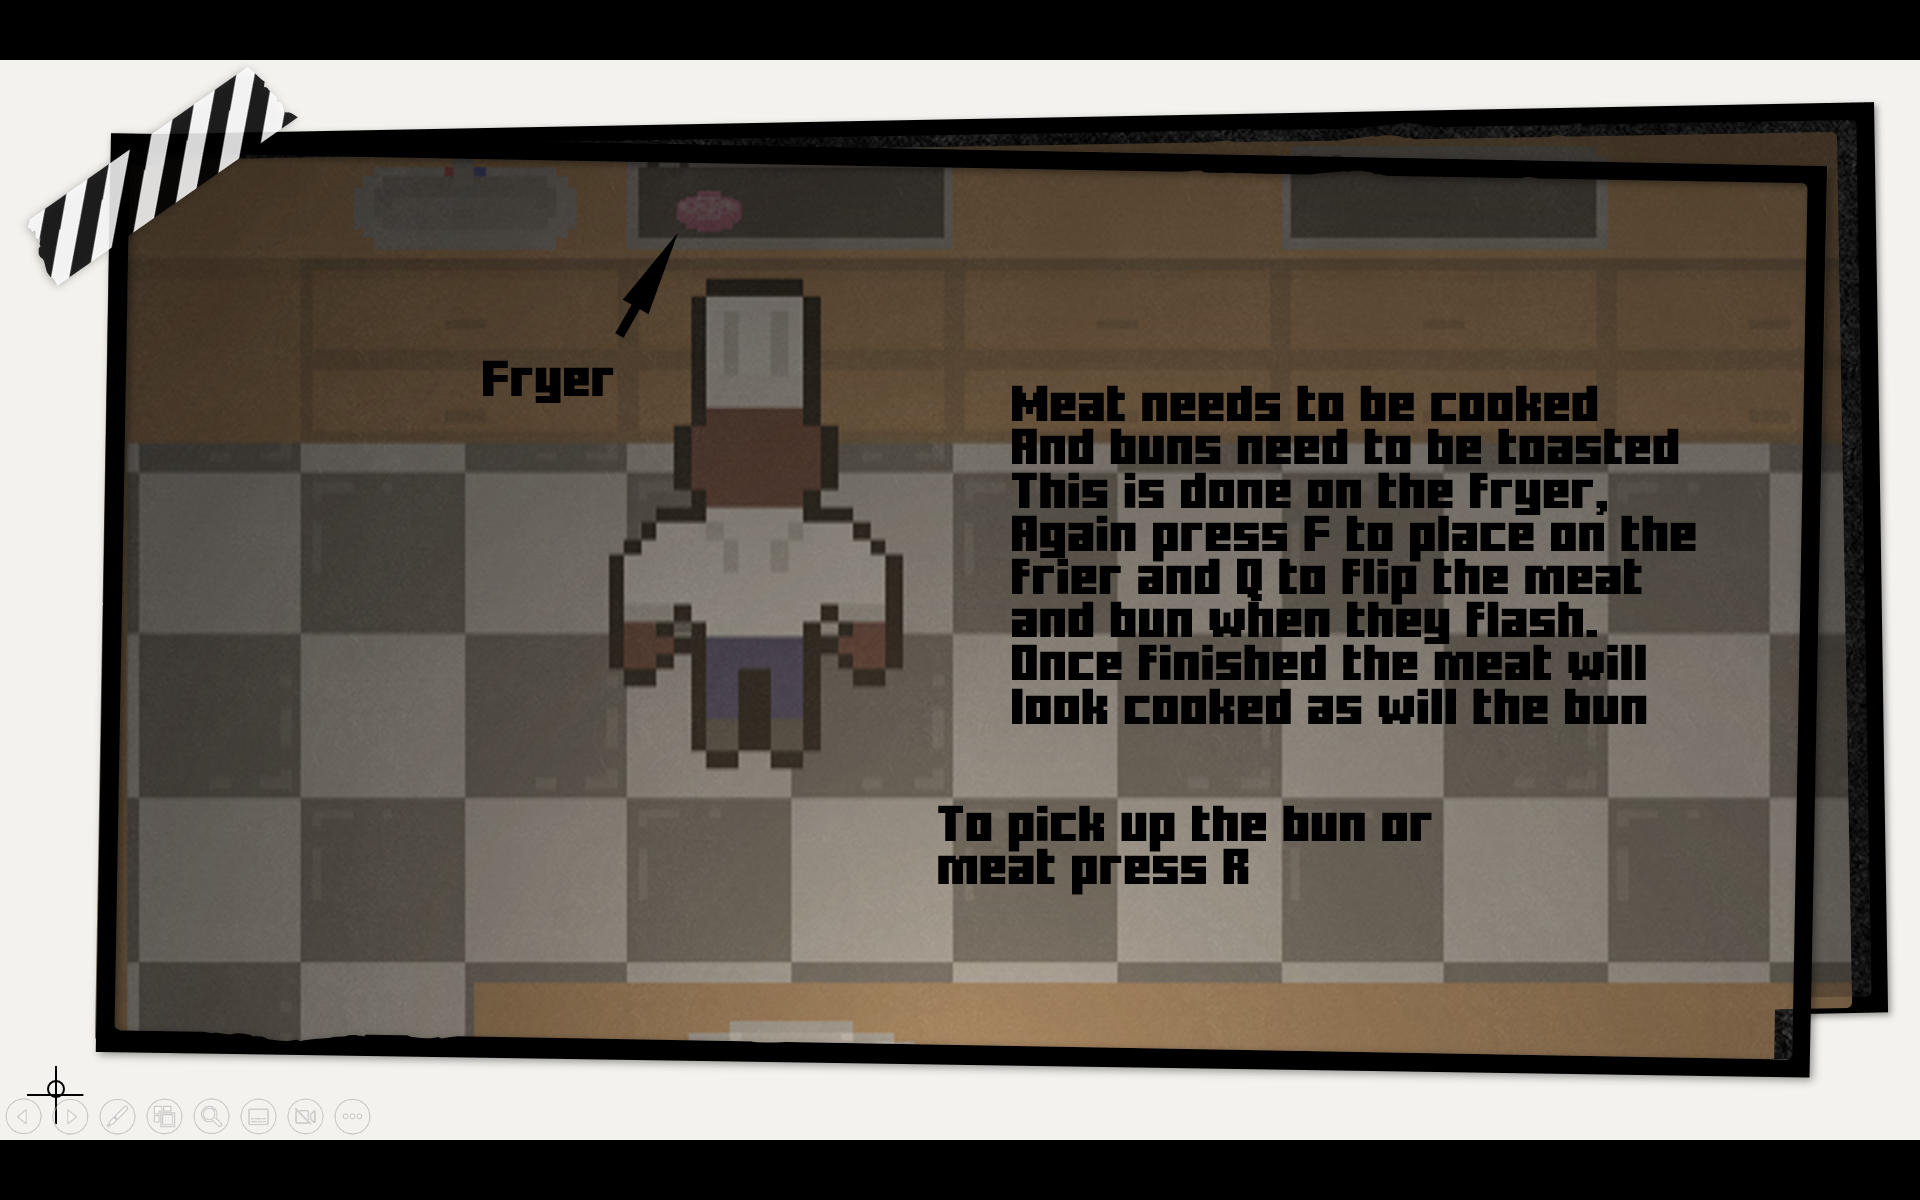 Fryer
Meat needs to be cooked
And buns need to be toasted
This is done on the fryer,
Again press F to place on the
frier and Q to flip the meat
and bun when they flash.
Once finished the meat will
look cooked as will the bun
To pick up the bun or
meat press R